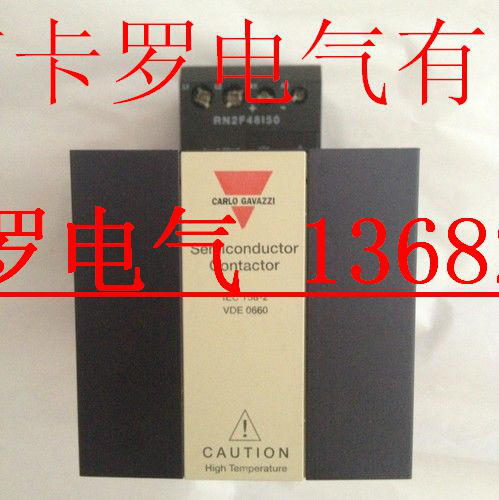 卡罗电气有
RN2F48I50
CARLO GAVAZZI
罗电气 13682
Semiconductor
Contactor
IEC 158-2
VDE 0660
CAUTION
High Temperature